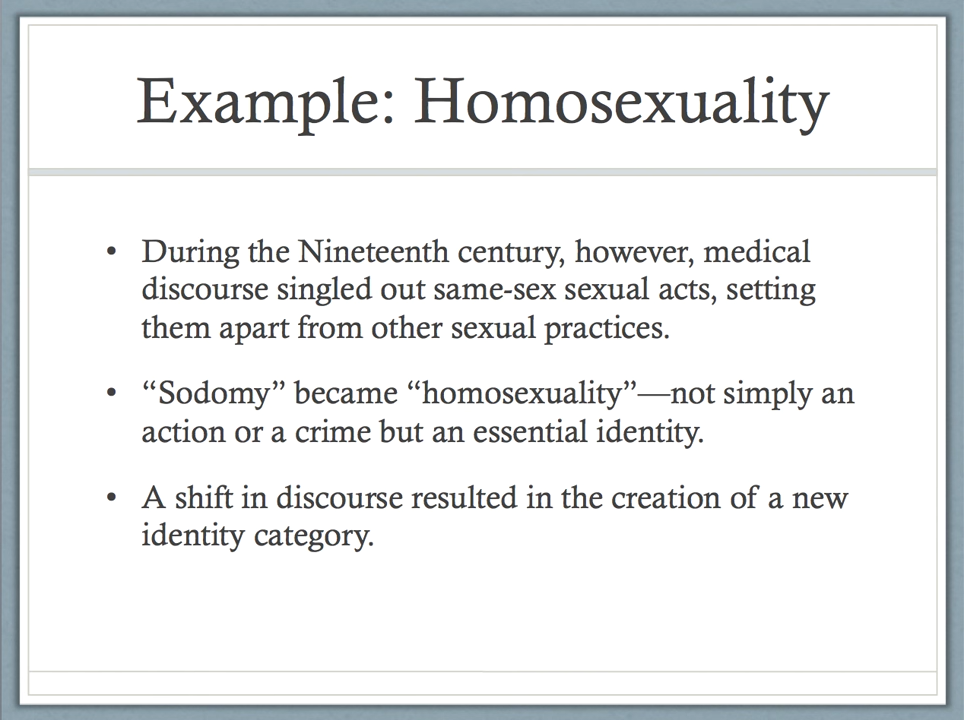 Example: Homosexuality
• During the Nineteenth century, however, medical
discourse singled out same-sex sexual acts, setting
them apart from other sexual practices.
• “Sodomy” became “homosexuality”—not simply an
action or a crime but an essential identity.
• A shift in discourse resulted in the creation of a new
identity category.